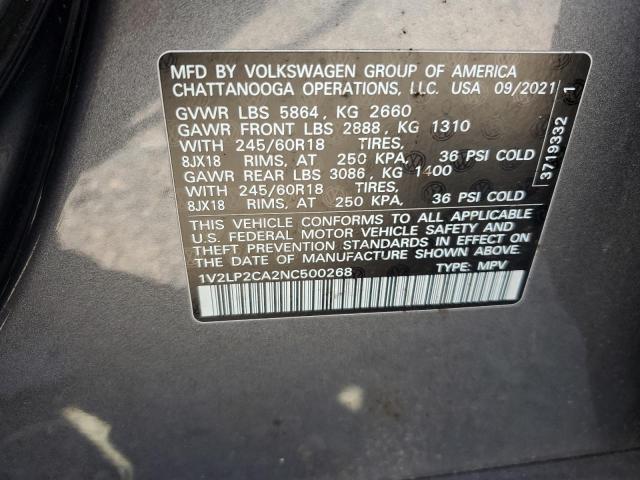 MFD BY VOLKSWAGEN GROUP OF AMERICA
CHATTANOOGA OPERATIONS, LLC. USA 09/2021
GVWR LBS 5864, KG 2660
GAWR FRONT LBS 2888, KG 1310
WITH 245/60R18 TIRES,
8JX18 RIMS, AT 250 KPA, 36 PSI COLD
GAWR REAR LBS 3086, KG 1400
WITH 245/60R18 TIRES,
8JX18 RIMS, AT 250 KPA, 36 PSI COLD
THIS VEHICLE CONFORMS TO ALL APPLICABLE
U.S. FEDERAL MOTOR VEHICLE SAFETY AND
THEFT PREVENTION STANDARDS IN EFFECT ON
THE DATE OF MANUFACTURE SHOWN ABOVE.
1V2LP2CA2NC500268 TYPE: MPV
3719332 1